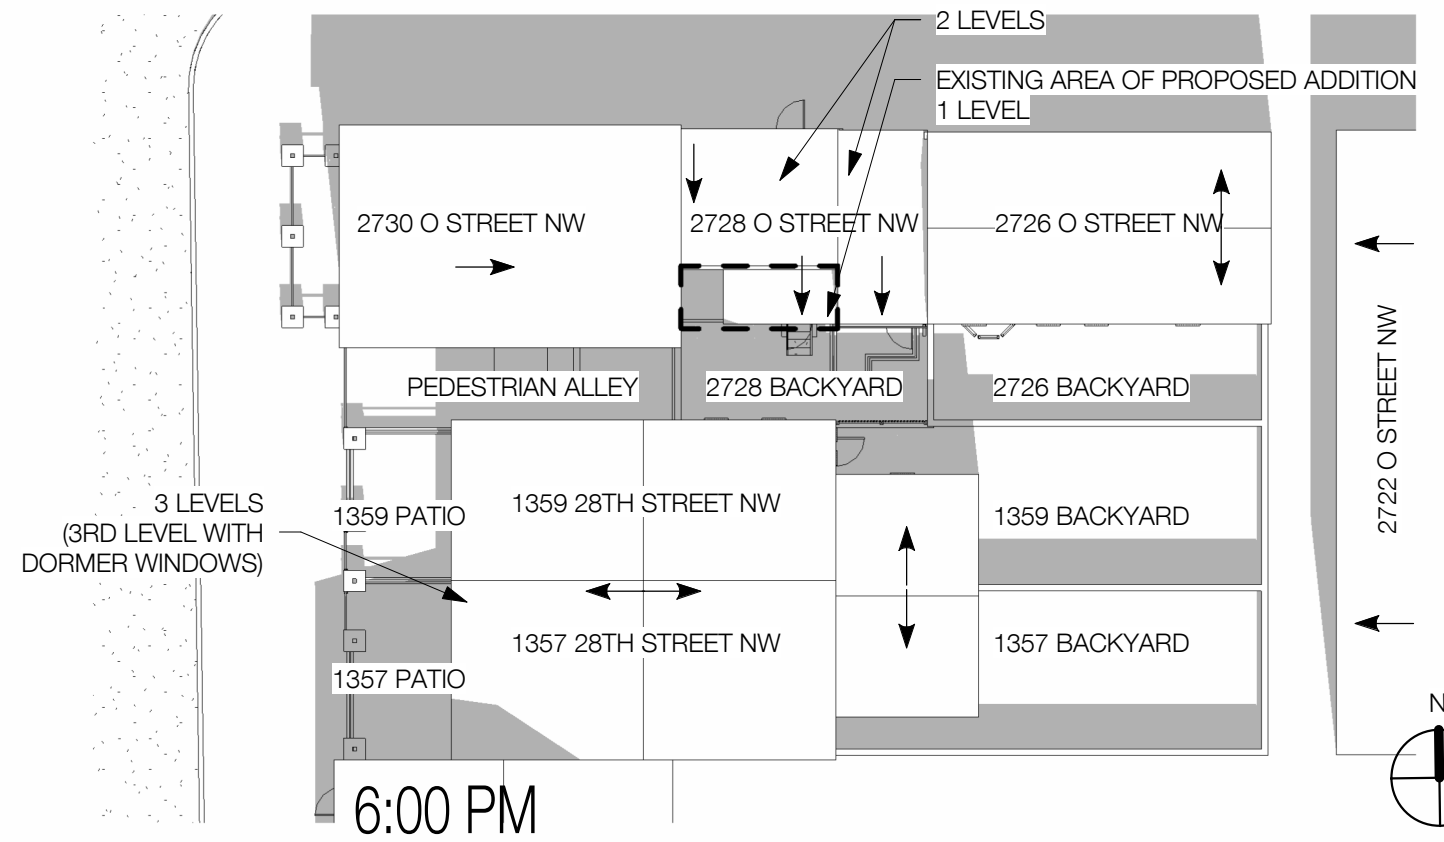 2 LEVELS
EXISTING AREA OF PROPOSED ADDITION
1 LEVEL
2730 O STREET NW
2728 O STREET NW
2726 O STREET NW
PEDESTRIAN ALLEY
2728 BACKYARD
2726 BACKYARD
2722 O STREET NW
3 LEVELS
(3RD LEVEL WITH
DORMER WINDOWS)
1359 PATIO
1359 28TH STREET NW
1359 BACKYARD
1357 28TH STREET NW
1357 BACKYARD
1357 PATIO
N
6:00 PM